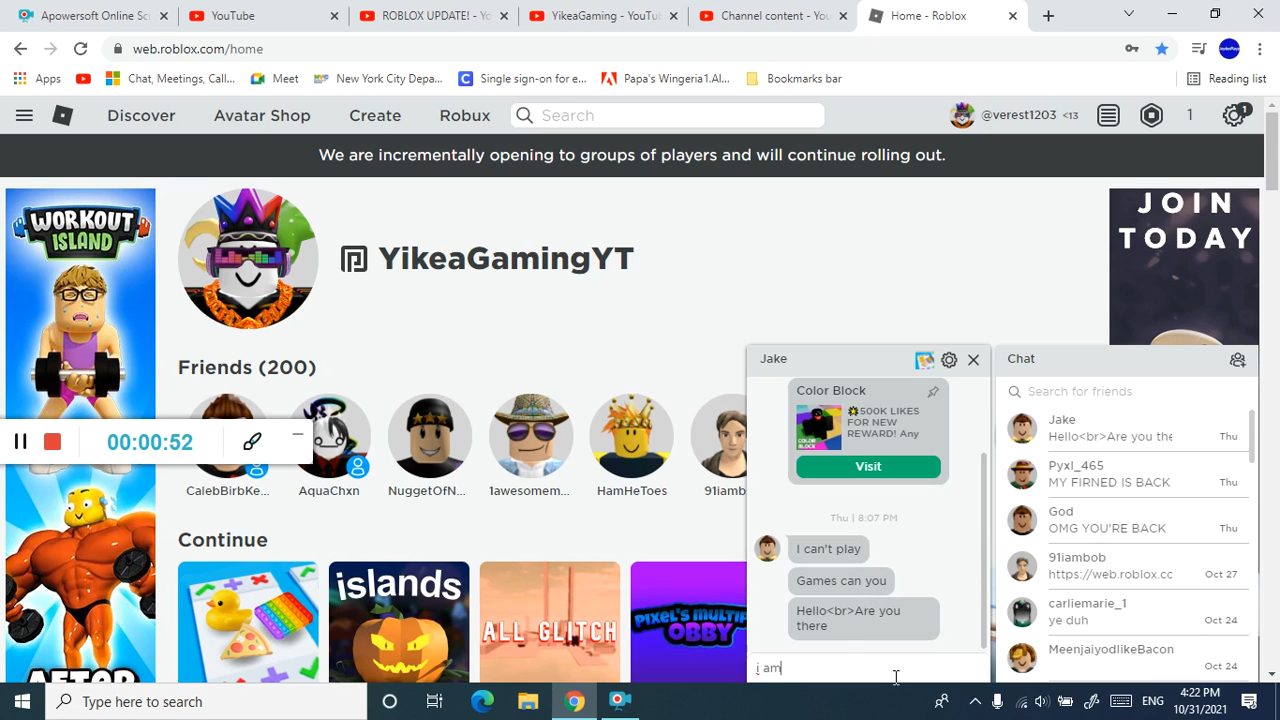 Apowersoft Online Sc
YouTube
ROBLOX UPDATE! - Yo
YikeaGaming - YouTu
Channel content - You
Home - Roblox
web.roblox.com/home
Apps
Chat, Meetings, Call...
Meet
New York City Depa...
Single sign-on for e...
Papa's Wingeria1.Al...
Bookmarks bar
Reading list
Discover
Avatar Shop
Create
Robux
Search
@verest1203 <13
1
1
We are incrementally opening to groups of players and will continue rolling out.
WORKOUT
ISLAND
YikeaGamingYT
JOIN
TODAY
Friends (200)
00:00:52
CalebBirbKe...
AquaChxn
NuggetOfN...
1awesomem...
HamHeToes
91iamb
Continue
islands
ALL GLITCH
PIXEL'S MULTIP
OBBY
AFTER
Jake
Color Block
COLOR
BLOCK
💥500K LIKES
FOR NEW
REWARD! Any
Visit
Thu | 8:07 PM
I can't play
Games can you
Hello<br>Are you
there
i am
Chat
Search for friends
Jake
Hello<br>Are you the
Thu
Pyxl_465
MY FIRNED IS BACK
Thu
God
OMG YOU'RE BACK
Thu
91iambob
https://web.roblox.cc
Oct 27
carliemarie_1
ye duh
Oct 24
MeenjaiyodlikeBacon
Oct 24
Type here to search
ENG
4:22 PM
10/31/2021